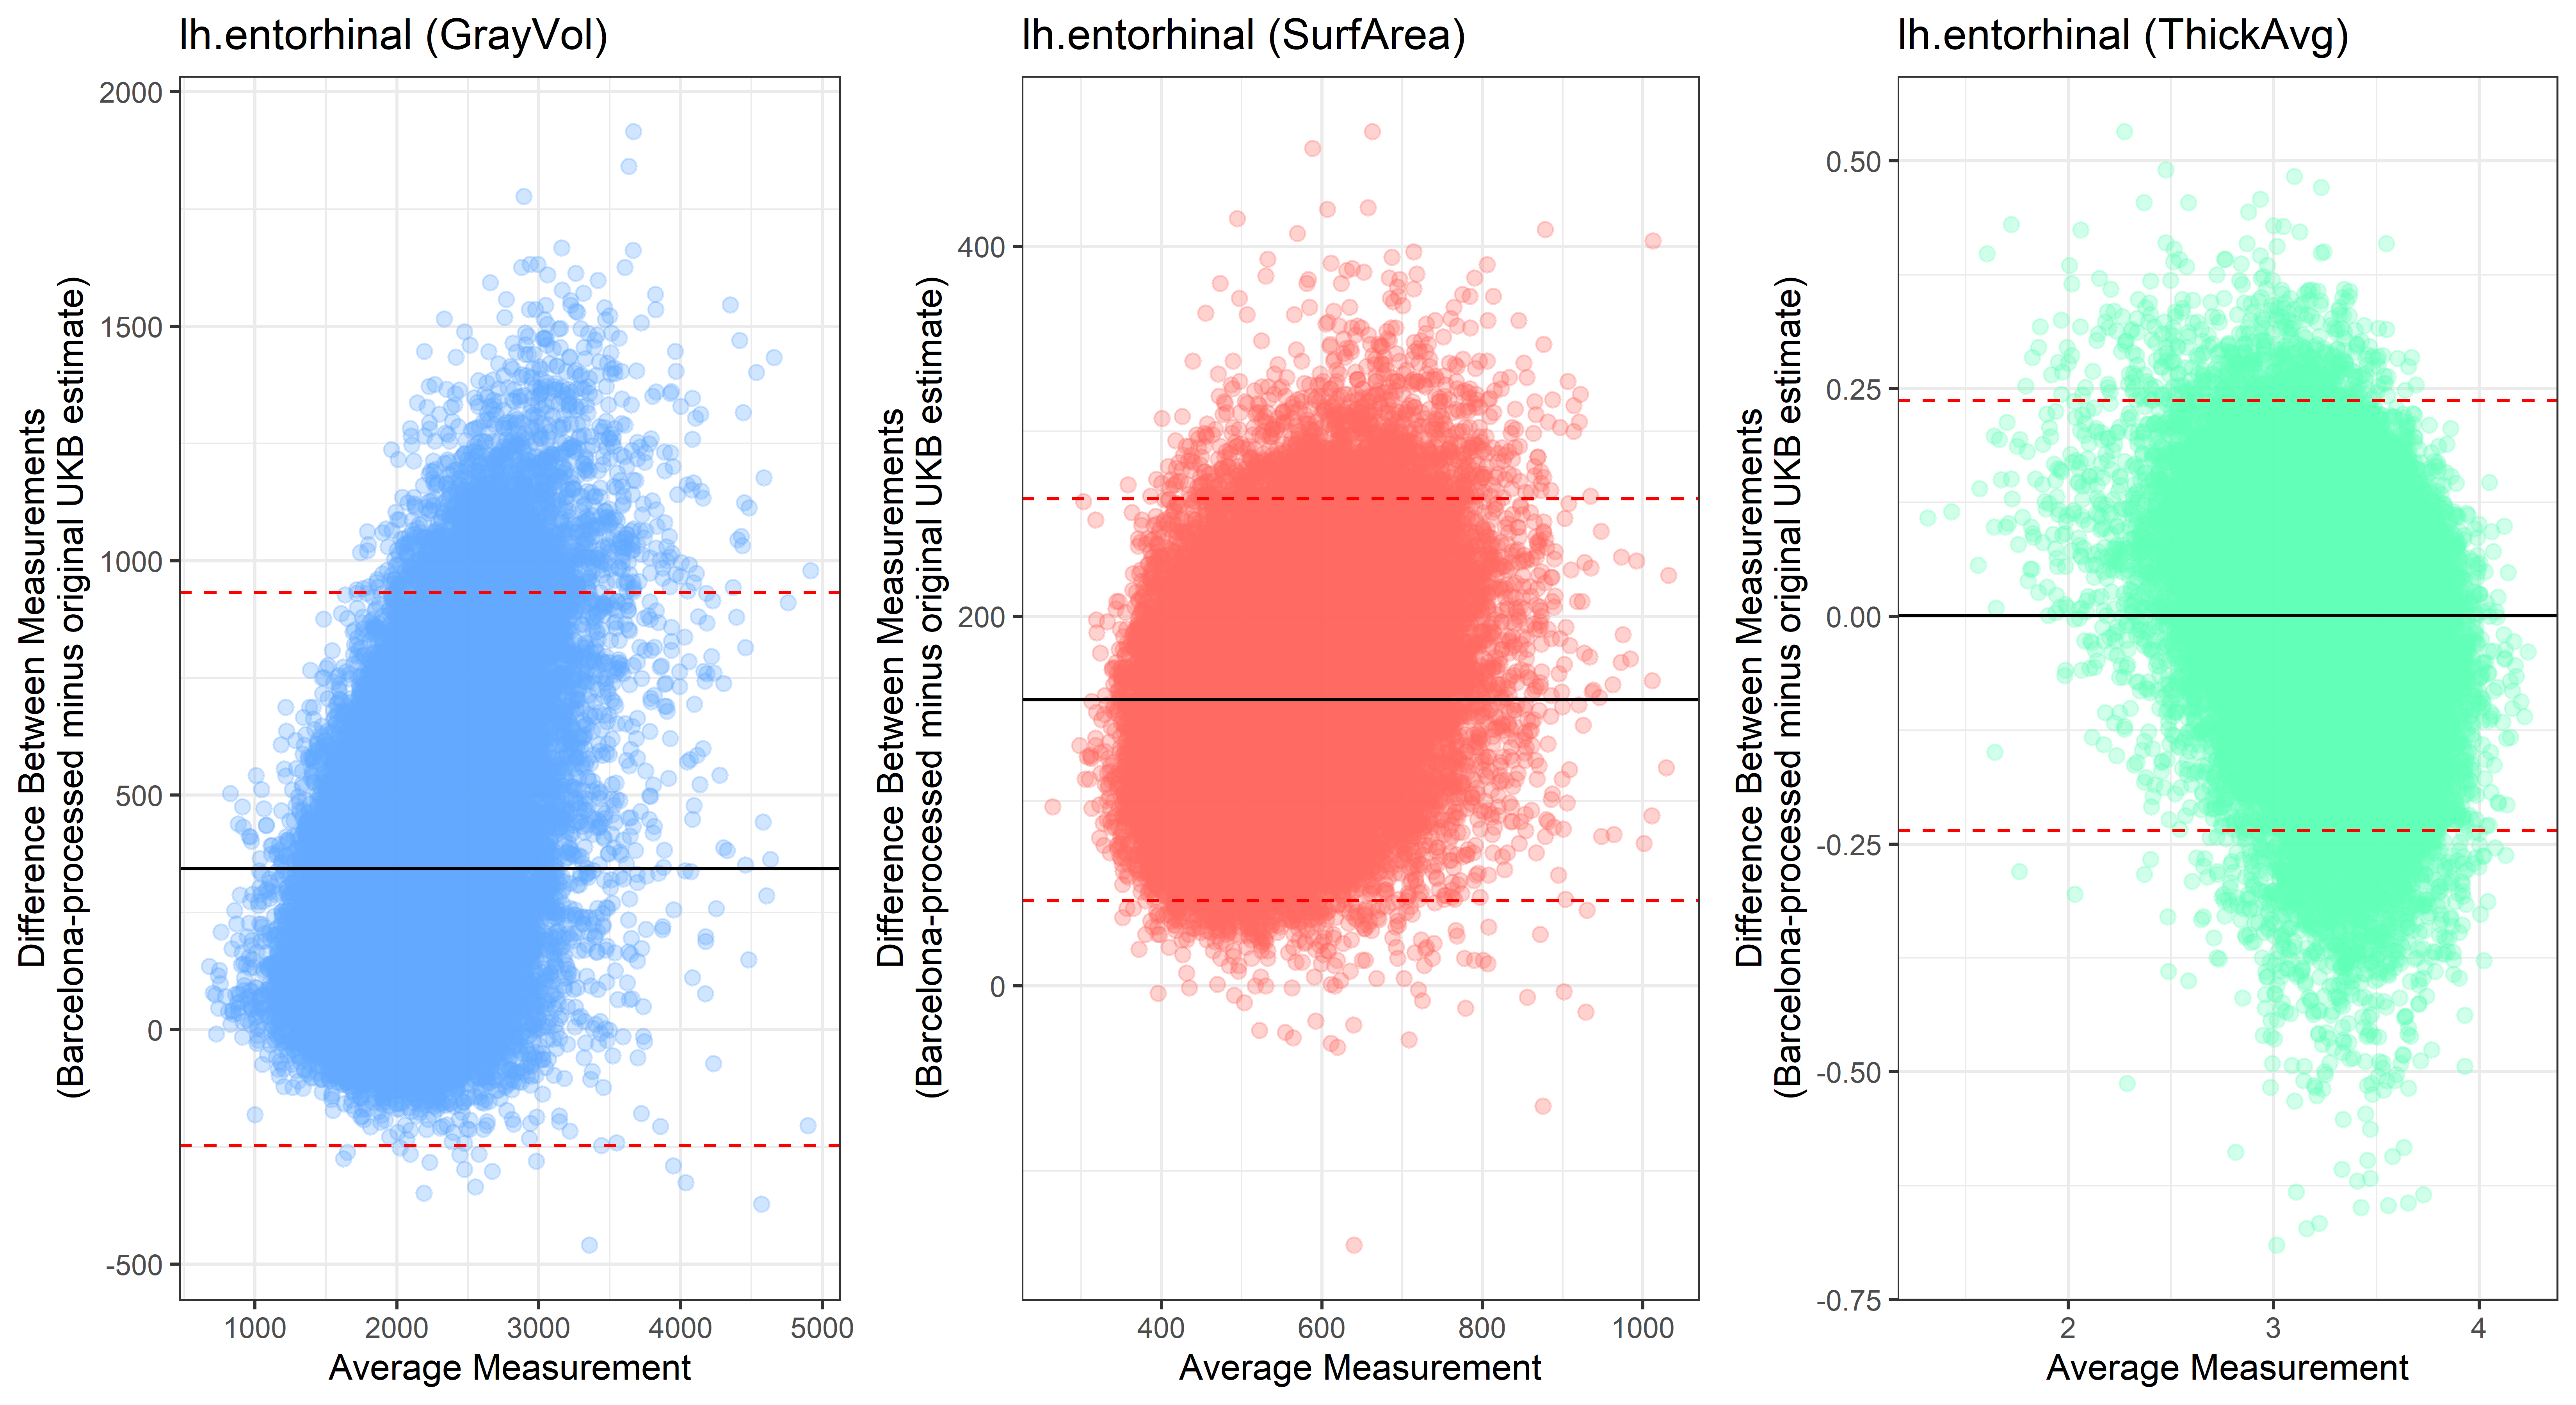 lh.entorhinal (GrayVol)
Difference Between Measurements
(Barcelona-processed minus original UKB estimate)
2000
1500
1000
500
0
-500
1000 2000 3000 4000 5000
Average Measurement
lh.entorhinal (SurfArea)
Difference Between Measurements
(Barcelona-processed minus original UKB estimate)
400
200
0
400 600 800 1000
Average Measurement
lh.entorhinal (ThickAvg)
Difference Between Measurements
(Barcelona-processed minus original UKB estimate)
0.50
0.25
0.00
-0.25
-0.50
-0.75
2 3 4
Average Measurement